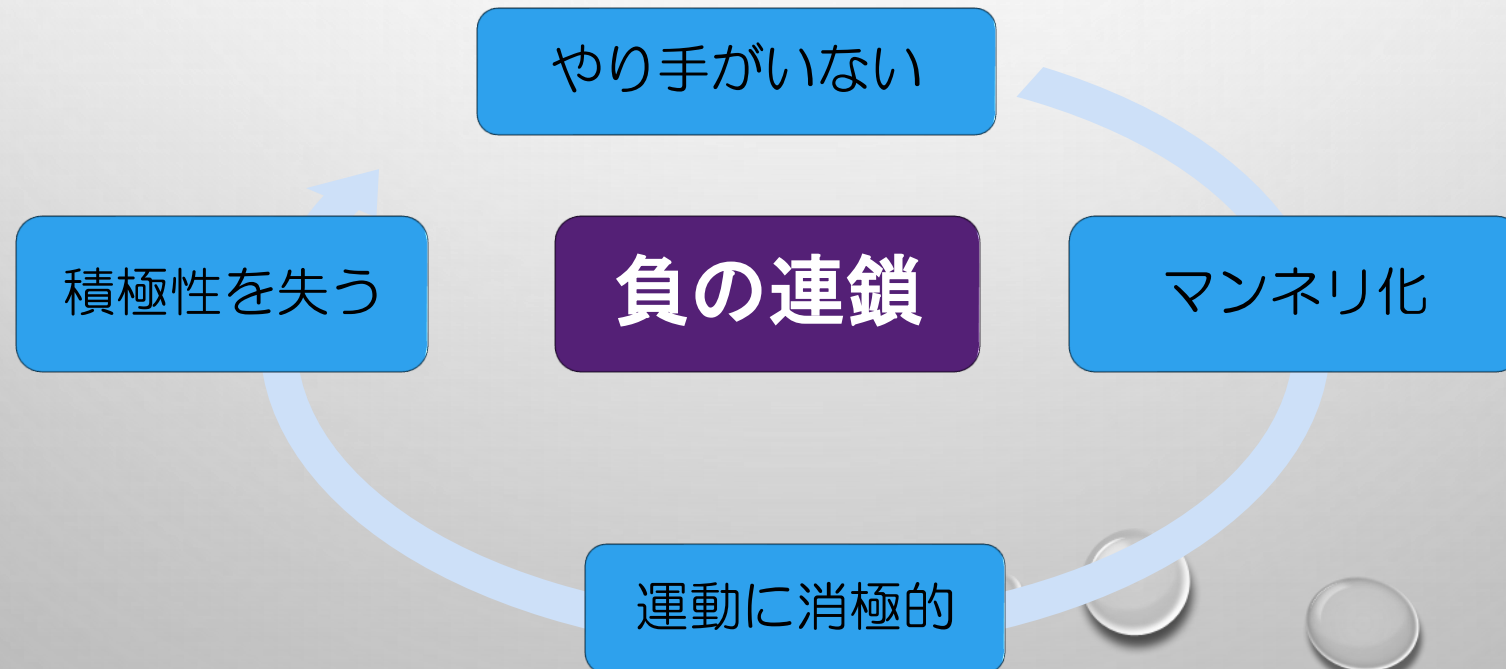 やり手がいない
積極性を失う
負の連鎖
マンネリ化
運動に消極的